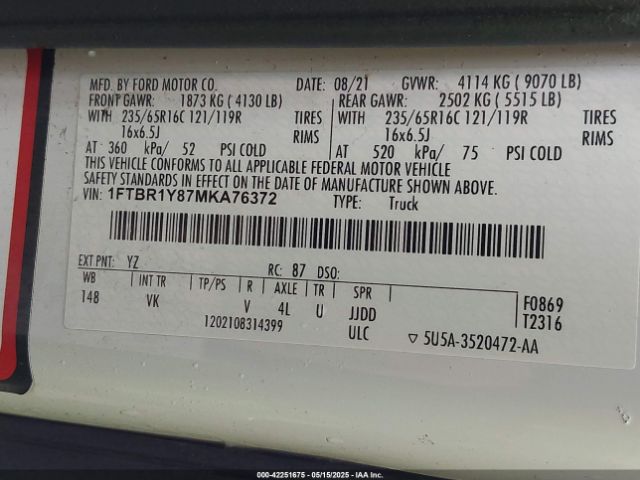 MFD. BY FORD MOTOR CO. DATE: 08/21 GVWR: 4114 KG ( 9070 LB)
FRONT GAWR: 1873 KG ( 4130 LB) REAR GAWR: 2502 KG ( 5515 LB)
WITH 235/65R16C 121/119R TIRES WITH 235/65R16C 121/119R TIRES
16x6.5J RIMS 16x6.5J RIMS
AT 360 kPa/ 52 PSI COLD AT 520 kPa/ 75 PSI COLD
THIS VEHICLE CONFORMS TO ALL APPLICABLE FEDERAL MOTOR VEHICLE
SAFETY STANDARDS IN EFFECT ON THE DATE OF MANUFACTURE SHOWN ABOVE.
VIN: 1FTBR1Y87MKA76372 TYPE: Truck
EXT PNT: YZ RC: 87 DSO:
WB INT TR TP/PS R AXLE TR SPR F0869
148 VK V 4L U JJDD T2316
1202108314399 ULC ▽ 5U5A-3520472-AA
000-42251675 — 05/15/2025 — IAA Inc.